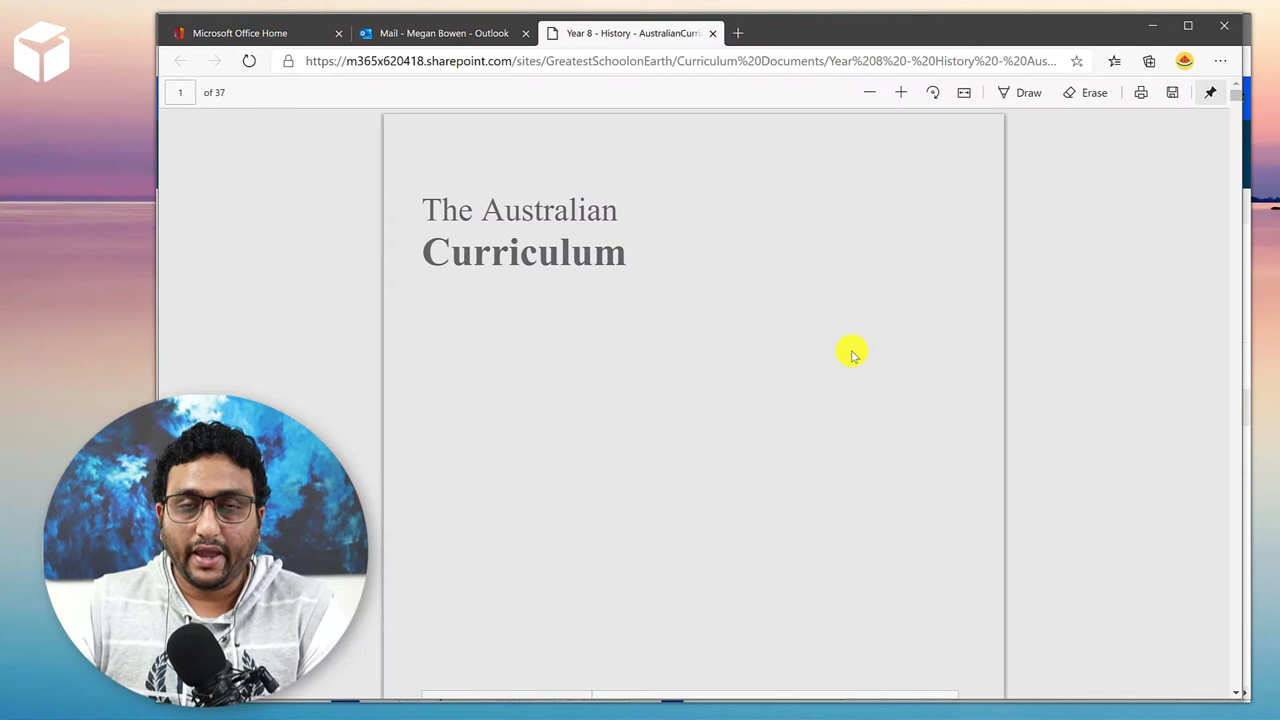 Microsoft Office Home
Mail - Megan Bowen - Outlook
Year 8 - History - AustralianCurri
https://m365x620418.sharepoint.com/sites/GreatestSchoolonEarth/Curriculum%20Documents/Year%208%20-%20History%20-%20Aus...
1 of 37
Draw
Erase
The Australian
Curriculum